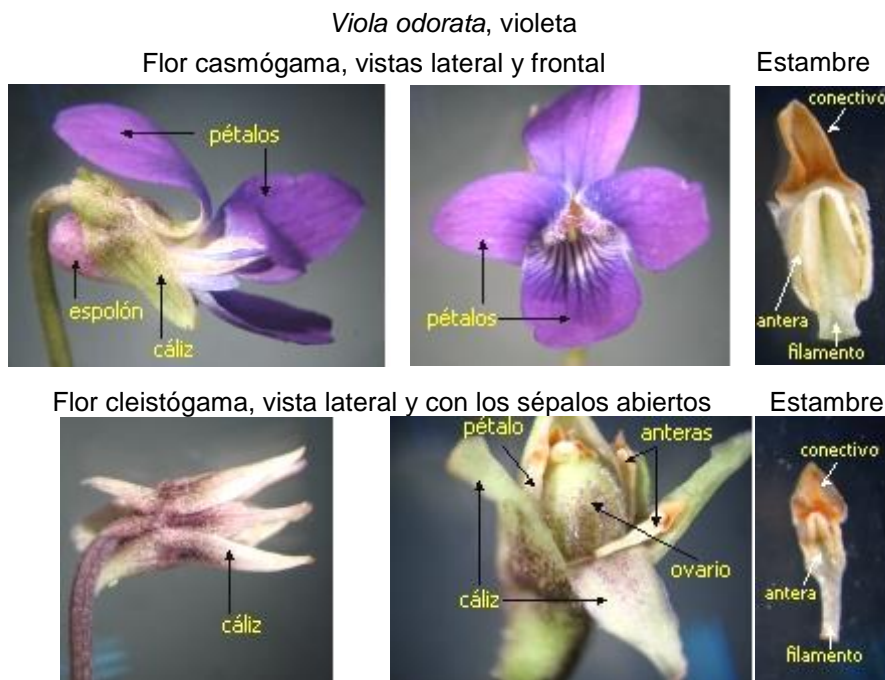 Viola odorata, violeta
Flor casmógama, vistas lateral y frontal
Estambre
pétalos
espolón
cáliz
pétalos
conectivo
antera
filamento
Flor cleistógama, vista lateral y con los sépalos abiertos
Estambre
cáliz
pétalo
anteras
cáliz
ovario
conectivo
antera
filamento